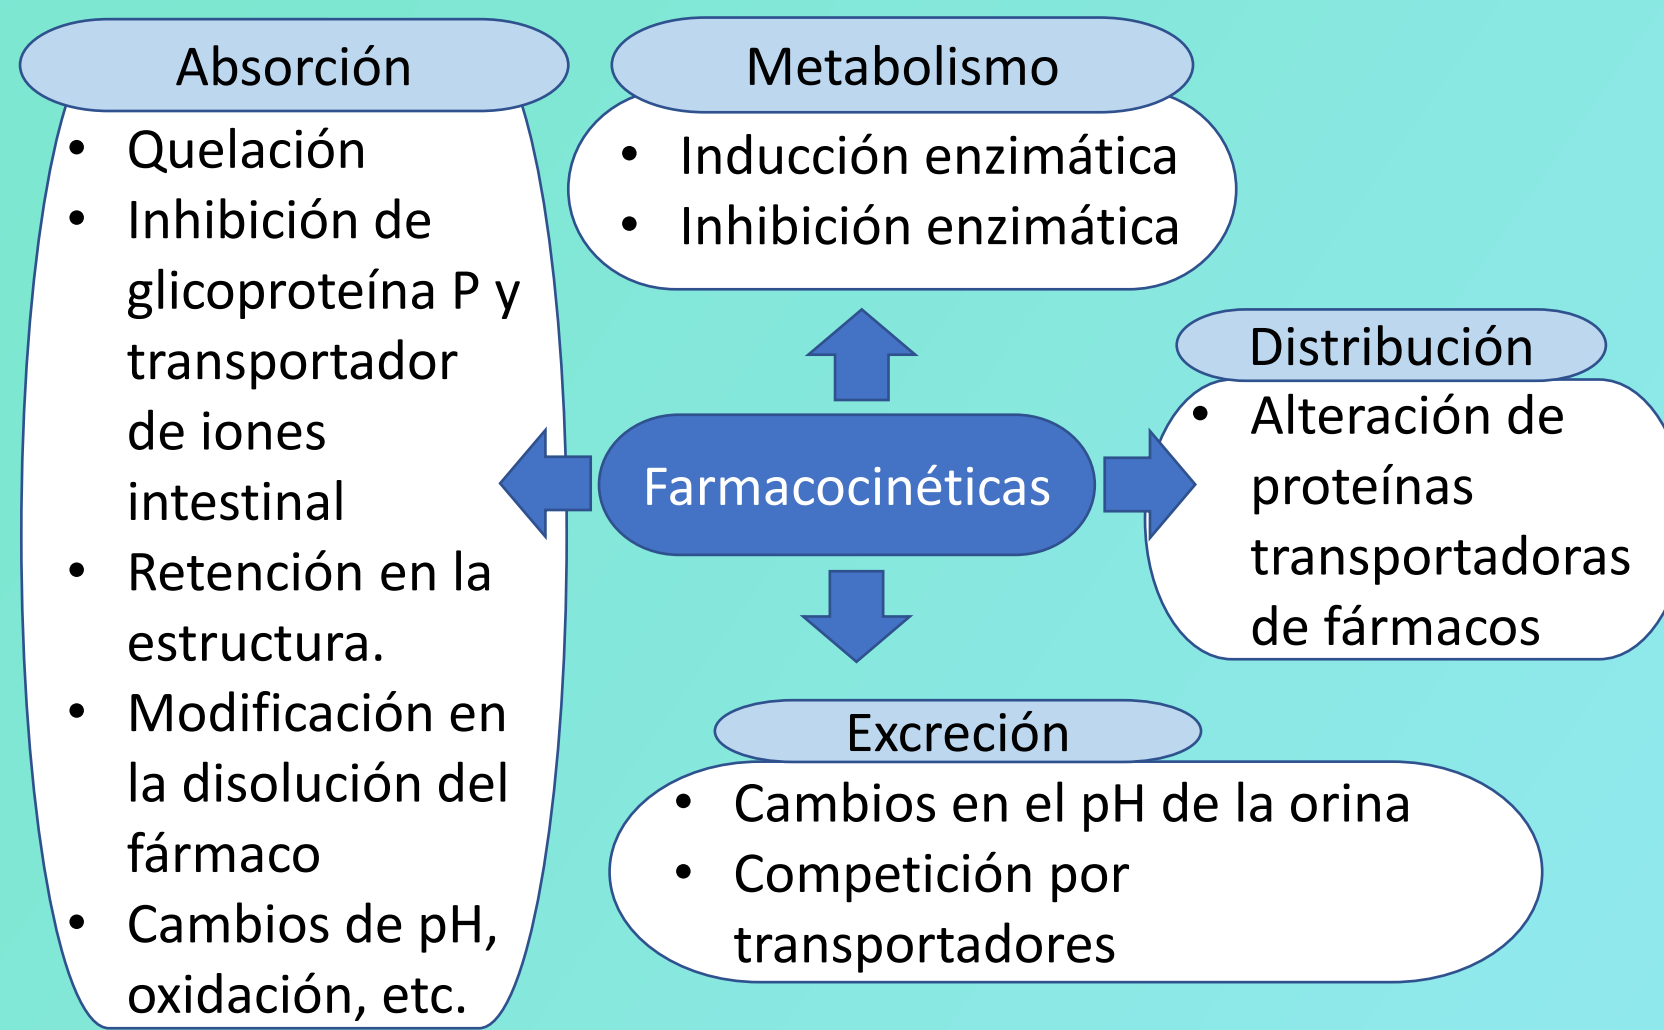 Absorción
• Quelación
• Inhibición de
glicoproteína P y
transportador
de iones
intestinal
• Retención en la
estructura.
• Modificación en
la disolución del
fármaco
• Cambios de pH,
oxidación, etc.
Metabolismo
• Inducción enzimática
• Inhibición enzimática
Farmacocinéticas
Distribución
• Alteración de
proteínas
transportadoras
de fármacos
Excreción
• Cambios en el pH de la orina
• Competición por
transportadores